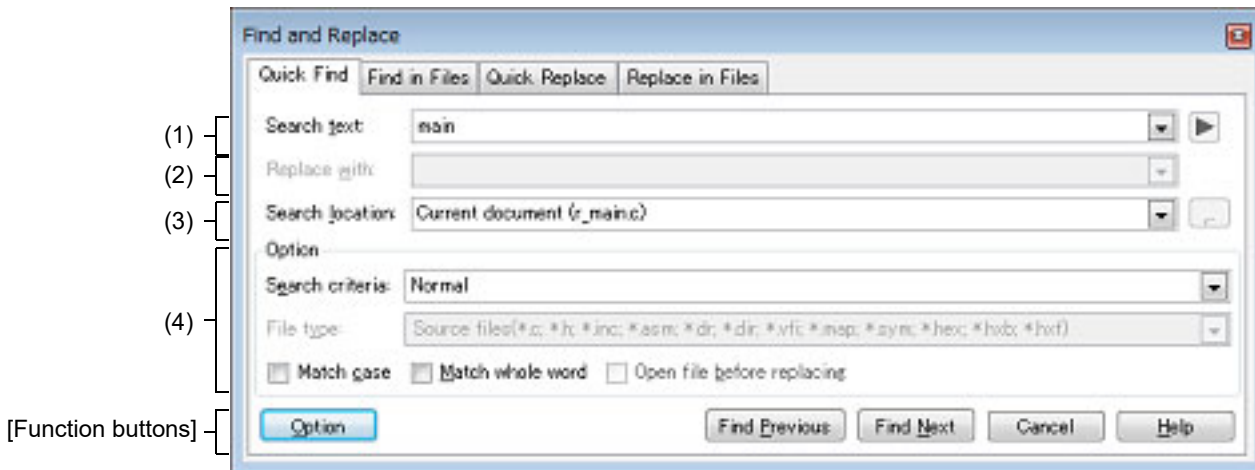 Find and Replace
Quick Find Find in Files Quick Replace Replace in Files
(1) Search text: main
(2) Replace with:
(3) Search location: Current document (r_main.c)
Option
Search criteria: Normal
(4) File type: Source files(*.c; *.h; *.inc; *.asm; *.dr; *.dir; *.vfi; *.map; *.sym; *.hex; *.hxb; *.hxf)
Match case Match whole word Open file before replacing
[Function buttons] Option Find Previous Find Next Cancel Help